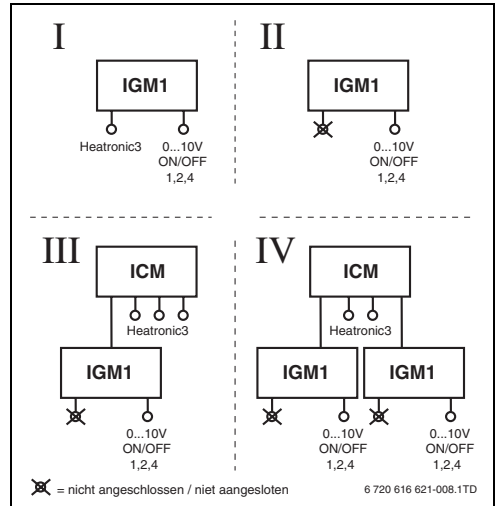 I
IGM1
Heatronic3
0...10V
ON/OFF
1,2,4
II
IGM1
0...10V
ON/OFF
1,2,4
III
ICM
Heatronic3
IGM1
0...10V
ON/OFF
1,2,4
IV
ICM
Heatronic3
IGM1
IGM1
0...10V
ON/OFF
1,2,4
0...10V
ON/OFF
1,2,4
= nicht angeschlossen / niet aangesloten
6 720 616 621-008.1TD